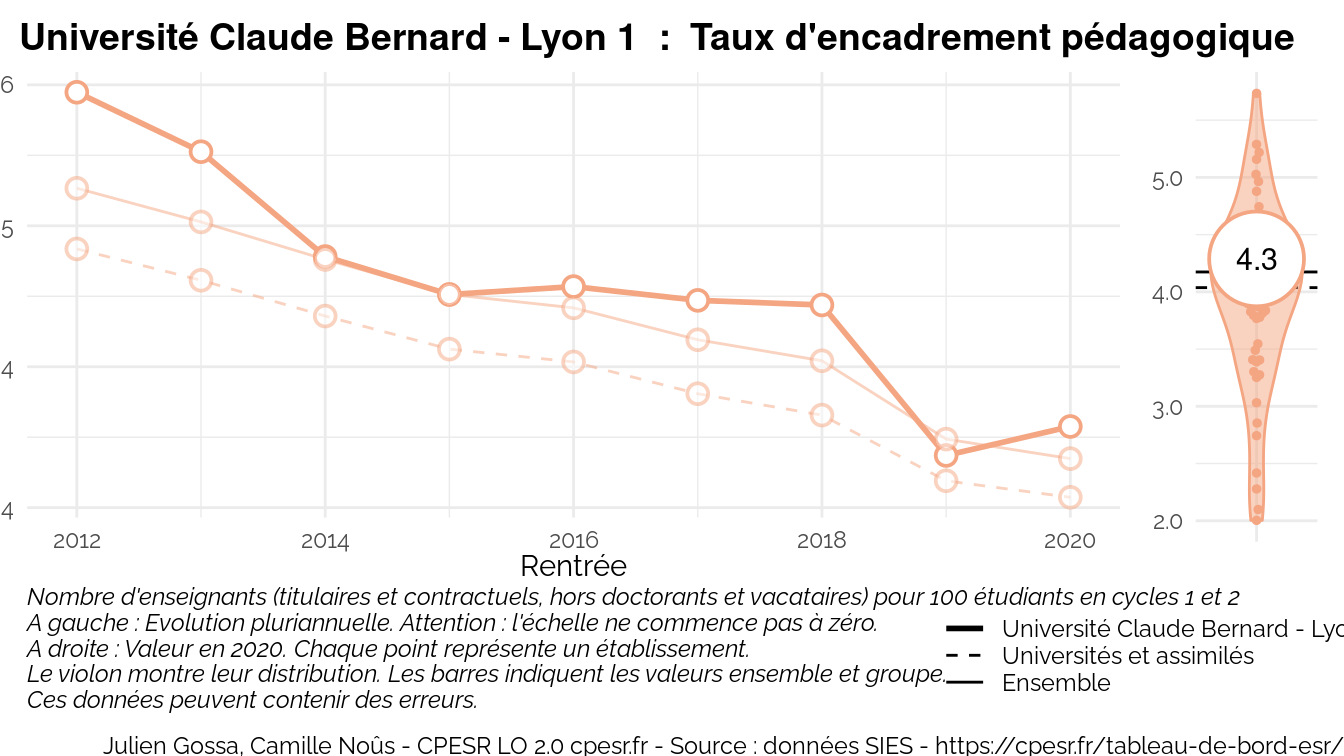 Université Claude Bernard - Lyon 1 : Taux d'encadrement pédagogique
6
5
4
4
2012 2014 2016 2018 2020
Rentrée
5.0
4.0
3.0
2.0
4.3
Nombre d'enseignants (titulaires et contractuels, hors doctorants et vacataires) pour 100 étudiants en cycles 1 et 2
A gauche : Evolution pluriannuelle. Attention : l'échelle ne commence pas à zéro.
A droite : Valeur en 2020. Chaque point représente un établissement.
Le violon montre leur distribution. Les barres indiquent les valeurs ensemble et groupe.
Ces données peuvent contenir des erreurs.
Université Claude Bernard - Lyo
Universités et assimilés
Ensemble
Julien Gossa, Camille Noûs - CPESR LO 2.0 cpesr.fr - Source : données SIES - https://cpesr.fr/tableau-de-bord-esr/